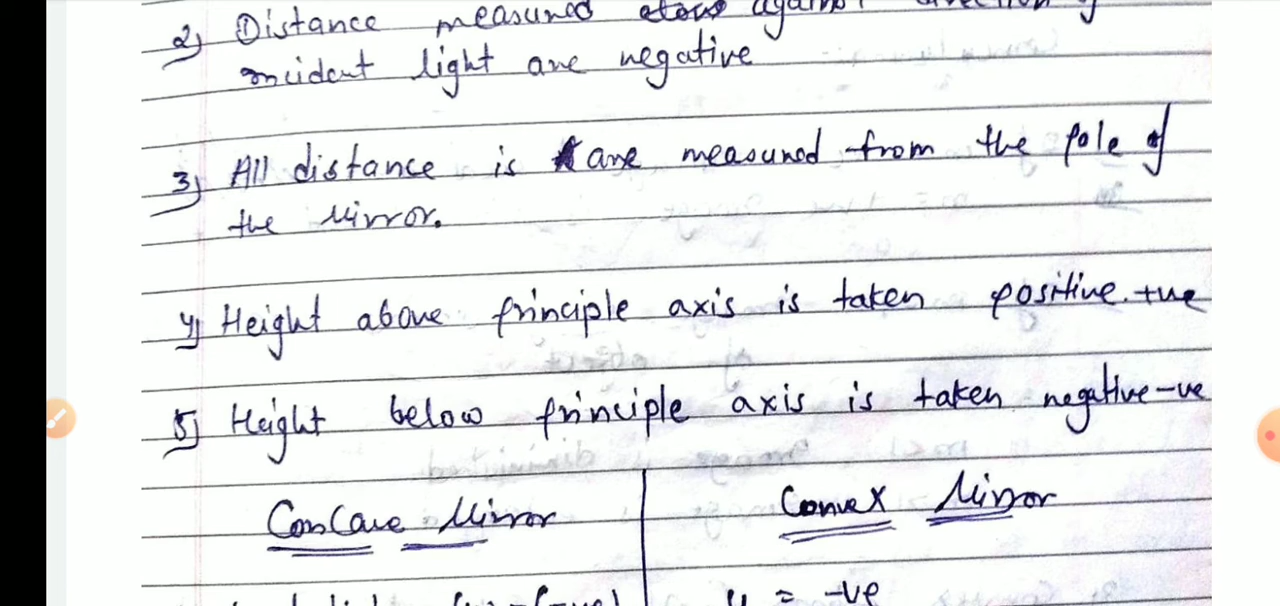 2) Distance measured against direction of
incident light are negative
3) All distance is are measured from the pole of
the Mirror.
4) Height above principle axis is taken positive. +ve
5) Height below principle axis is taken negative -ve
Concave Mirror
Convex Mirror
u = -ve